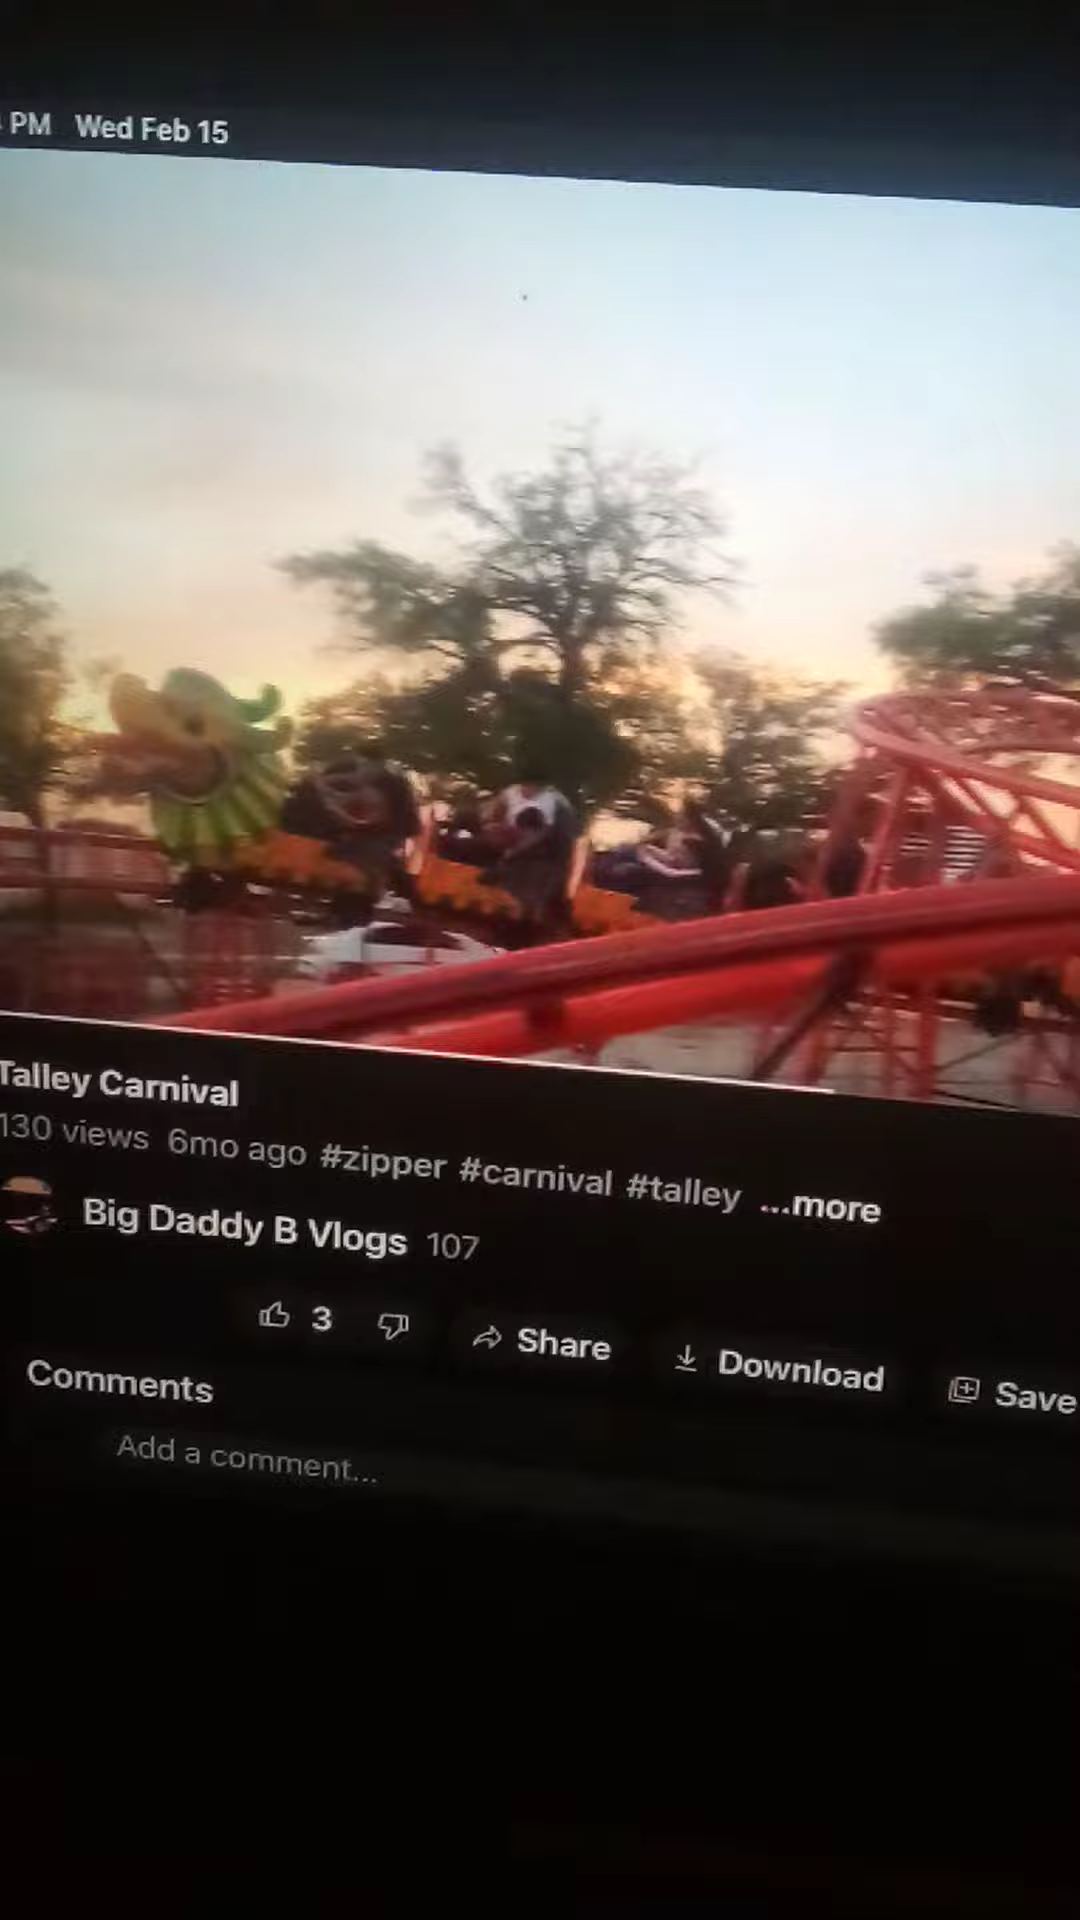 PM Wed Feb 15
Talley Carnival
130 views 6mo ago #zipper #carnival #talley ...more
Big Daddy B Vlogs 107
3 Share Download Save
Comments
Add a comment...